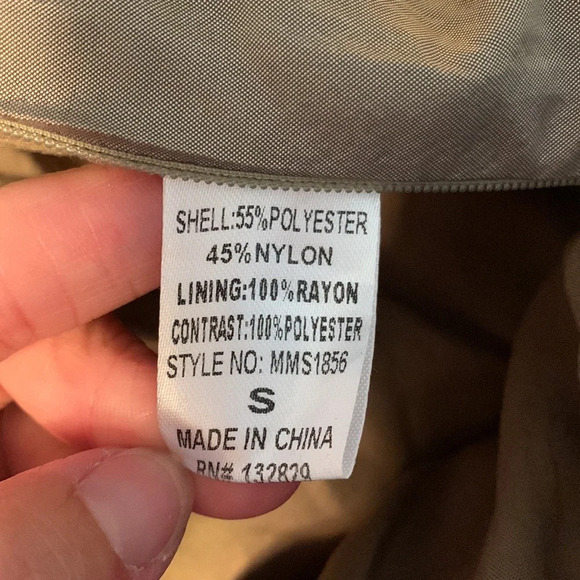 SHELL:55%POLYESTER
45%NYLON
LINING:100%RAYON
CONTRAST:100%POLYESTER
STYLE NO: MMS1856
S
MADE IN CHINA
RN# 132829